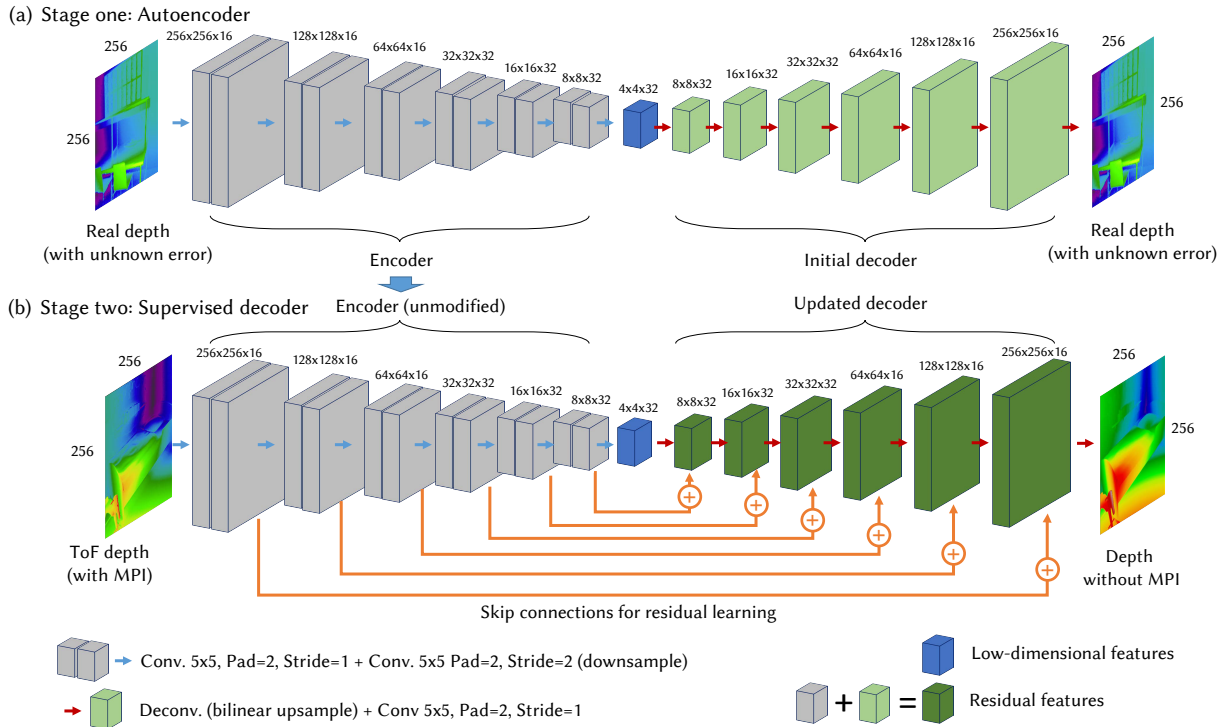 (a) Stage one: Autoencoder
256
256
256x256x16
128x128x16
64x64x16
32x32x32
16x16x32
8x8x32
4x4x32
8x8x32
16x16x32
32x32x32
64x64x16
128x128x16
256x256x16
256
256
Real depth
(with unknown error)
Encoder
Initial decoder
Real depth
(with unknown error)
(b) Stage two: Supervised decoder
Encoder (unmodified)
Updated decoder
256
256
256x256x16
128x128x16
64x64x16
32x32x32
16x16x32
8x8x32
4x4x32
8x8x32
16x16x32
32x32x32
64x64x16
128x128x16
256x256x16
256
256
ToF depth
(with MPI)
Depth
without MPI
Skip connections for residual learning
Conv. 5x5, Pad=2, Stride=1 + Conv. 5x5 Pad=2, Stride=2 (downsample)
Low-dimensional features
Deconv. (bilinear upsample) + Conv 5x5, Pad=2, Stride=1
+ = Residual features